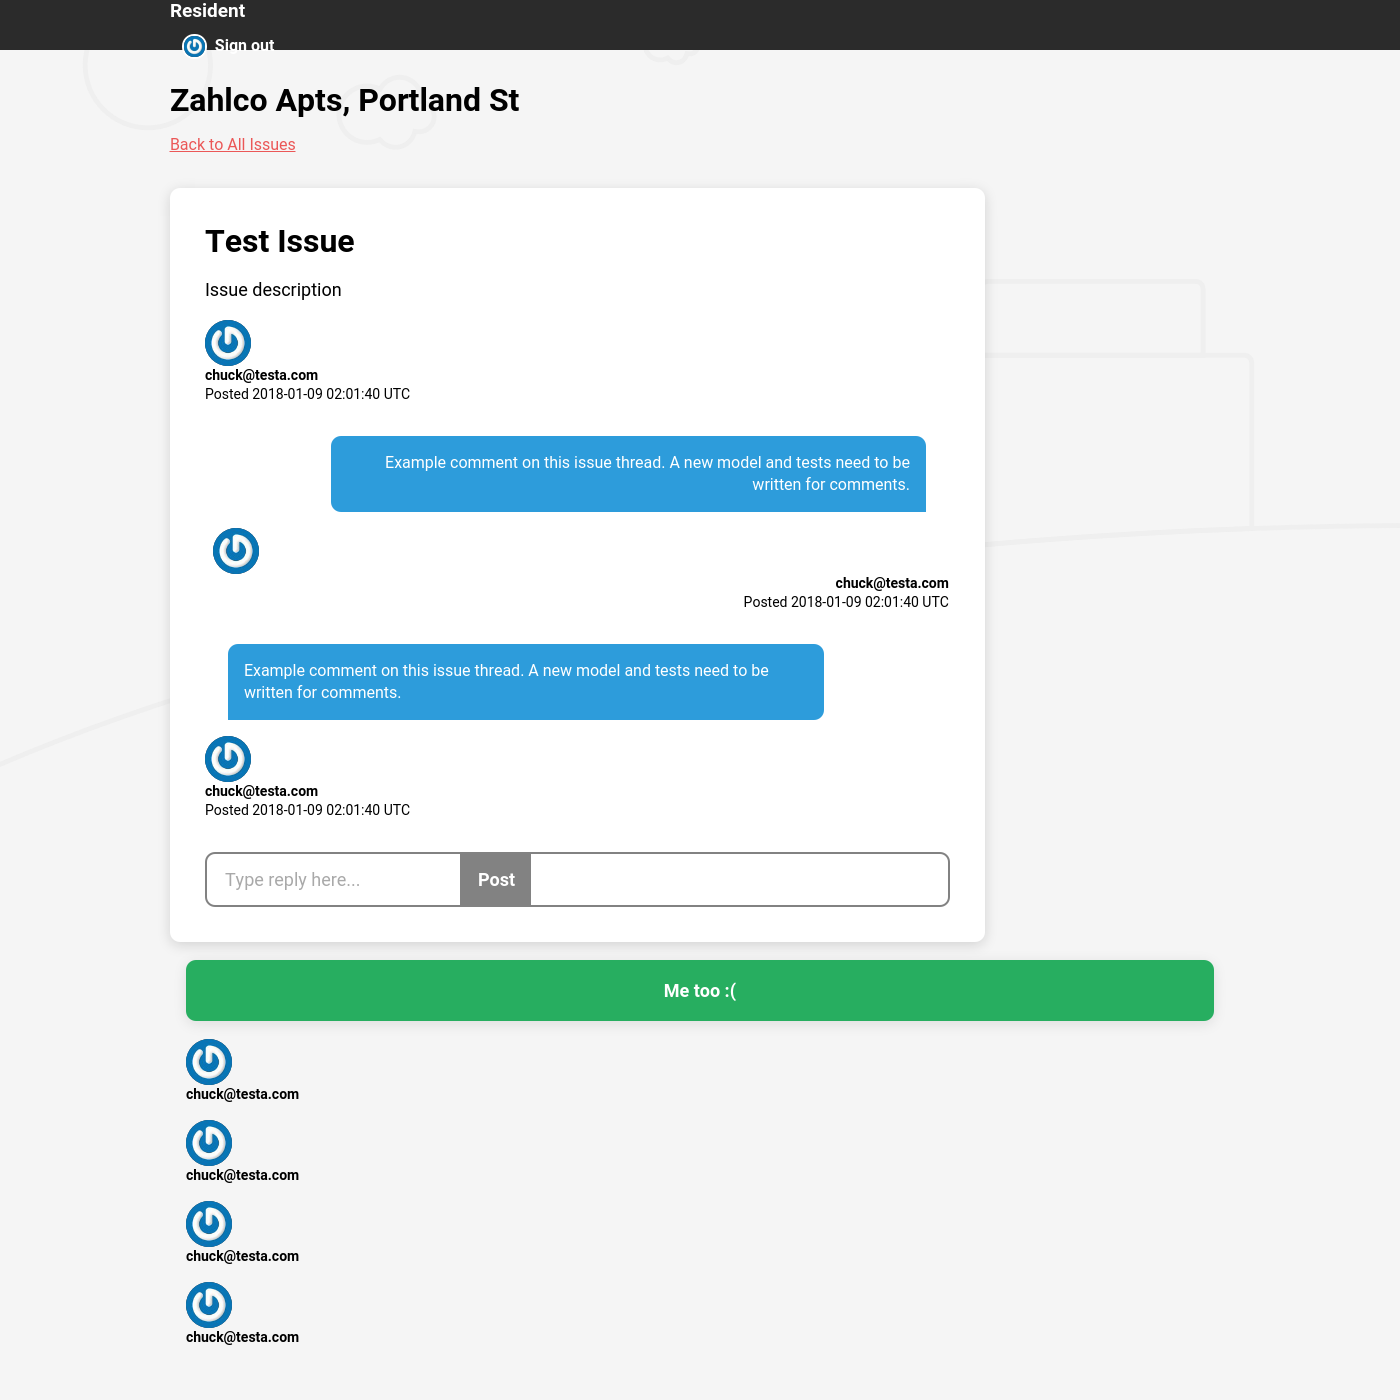 Resident
Sign out
Zahlco Apts, Portland St
Back to All Issues
Test Issue
Issue description
chuck@testa.com
Posted 2018-01-09 02:01:40 UTC
Example comment on this issue thread. A new model and tests need to be
written for comments.
chuck@testa.com
Posted 2018-01-09 02:01:40 UTC
Example comment on this issue thread. A new model and tests need to be
written for comments.
chuck@testa.com
Posted 2018-01-09 02:01:40 UTC
Type reply here... Post
Me too :(
chuck@testa.com
chuck@testa.com
chuck@testa.com
chuck@testa.com